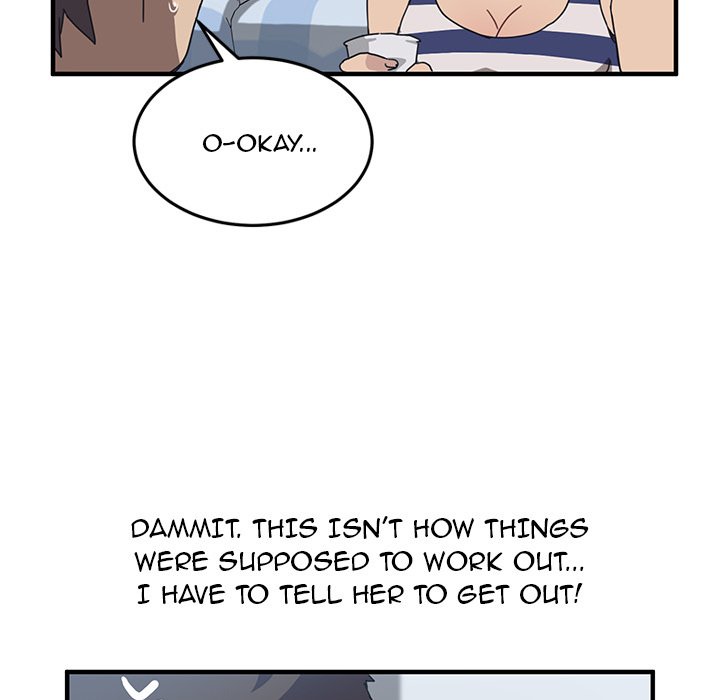 O-OKAY...
DAMMIT. THIS ISN'T HOW THINGS
WERE SUPPOSED TO WORK OUT...
I HAVE TO TELL HER TO GET OUT!